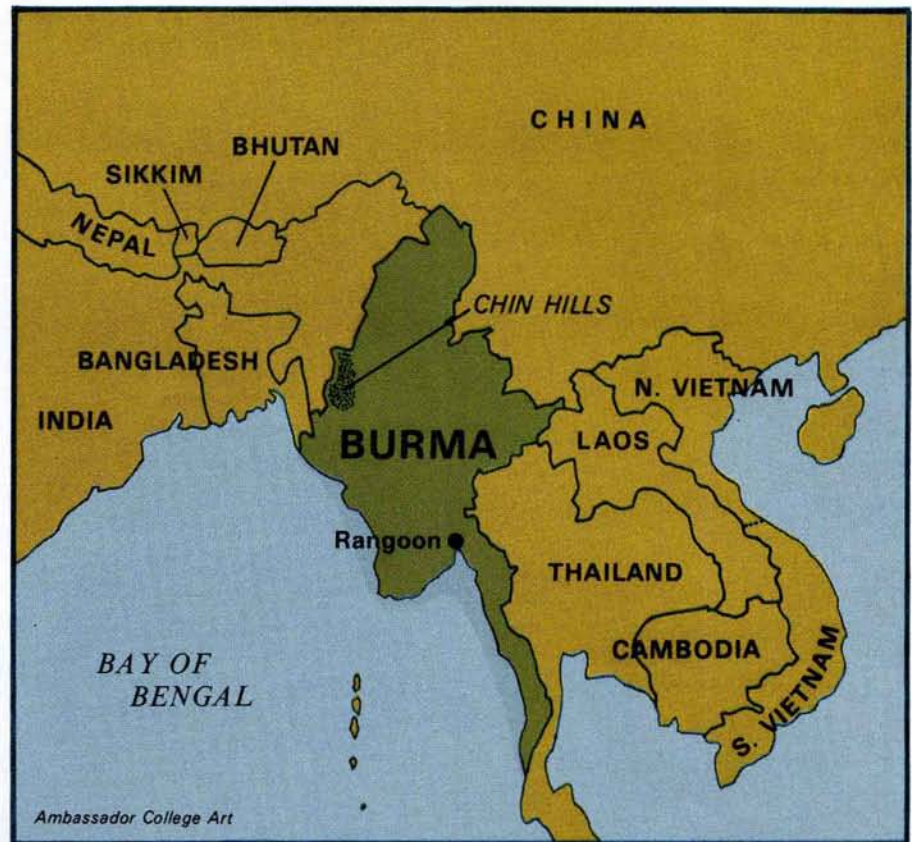 CHINA
BHUTAN
SIKKIM
NEPAL
CHIN HILLS
BANGLADESH
N. VIETNAM
INDIA
BURMA
LAOS
Rangoon
THAILAND
CAMBODIA
BAY OF
BENGAL
S. VIETNAM
Ambassador College Art